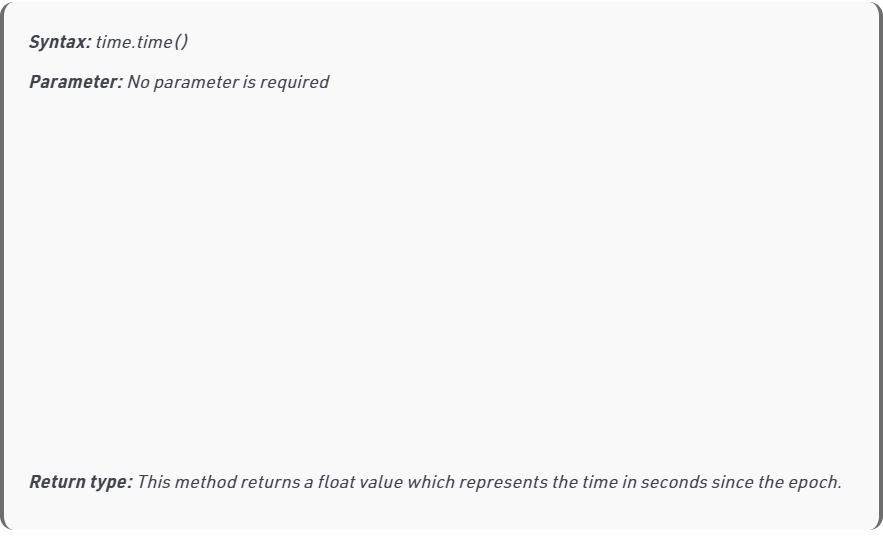 Syntax: time.time()
Parameter: No parameter is required
Return type: This method returns a float value which represents the time in seconds since the epoch.